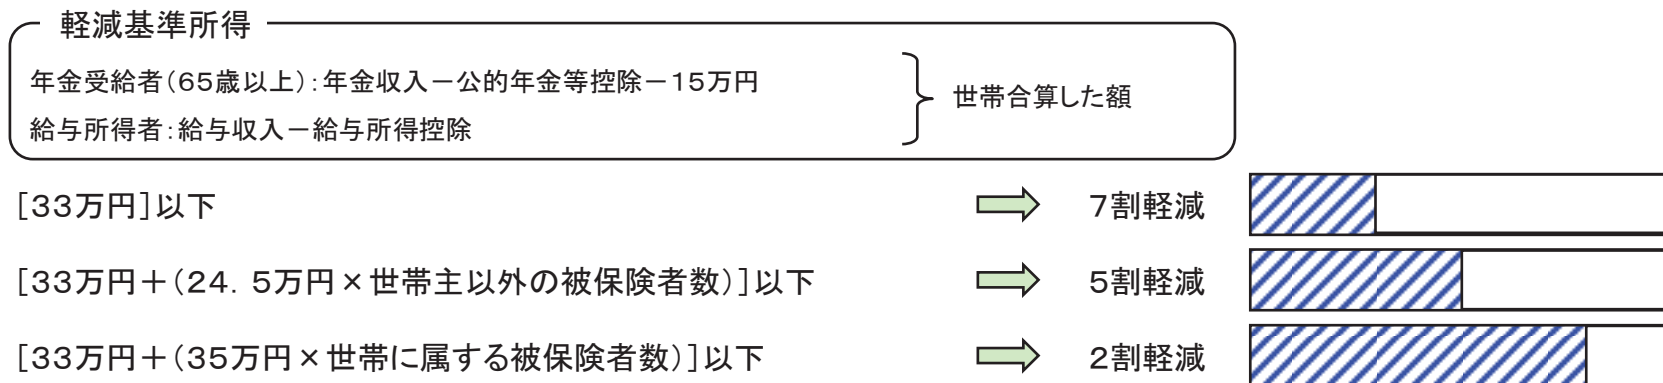 軽減基準所得
年金受給者（65歳以上）：年金収入－公的年金等控除－15万円
給与所得者：給与収入－給与所得控除
世帯合算した額
[33万円]以下 7割軽減
[33万円＋（24．5万円×世帯主以外の被保険者数）]以下 5割軽減
[33万円＋（35万円×世帯に属する被保険者数）]以下 2割軽減